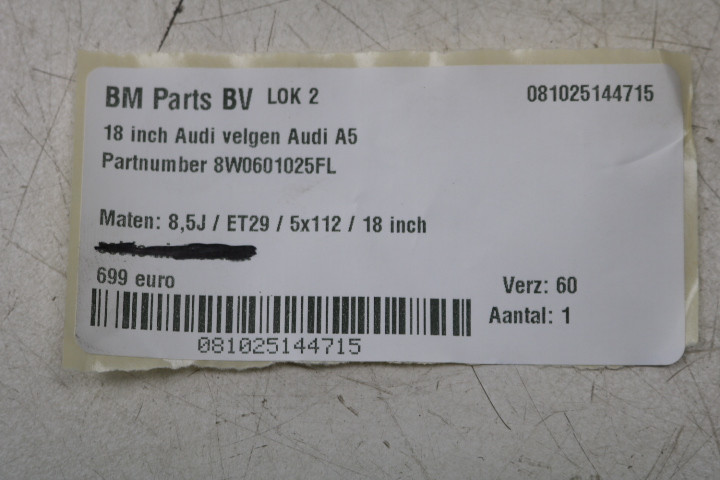 BM Parts BV LOK 2 081025144715
18 inch Audi velgen Audi A5
Partnumber 8W0601025FL
Maten: 8,5J / ET29 / 5x112 / 18 inch
699 euro Verz: 60
Aantal: 1
081025144715